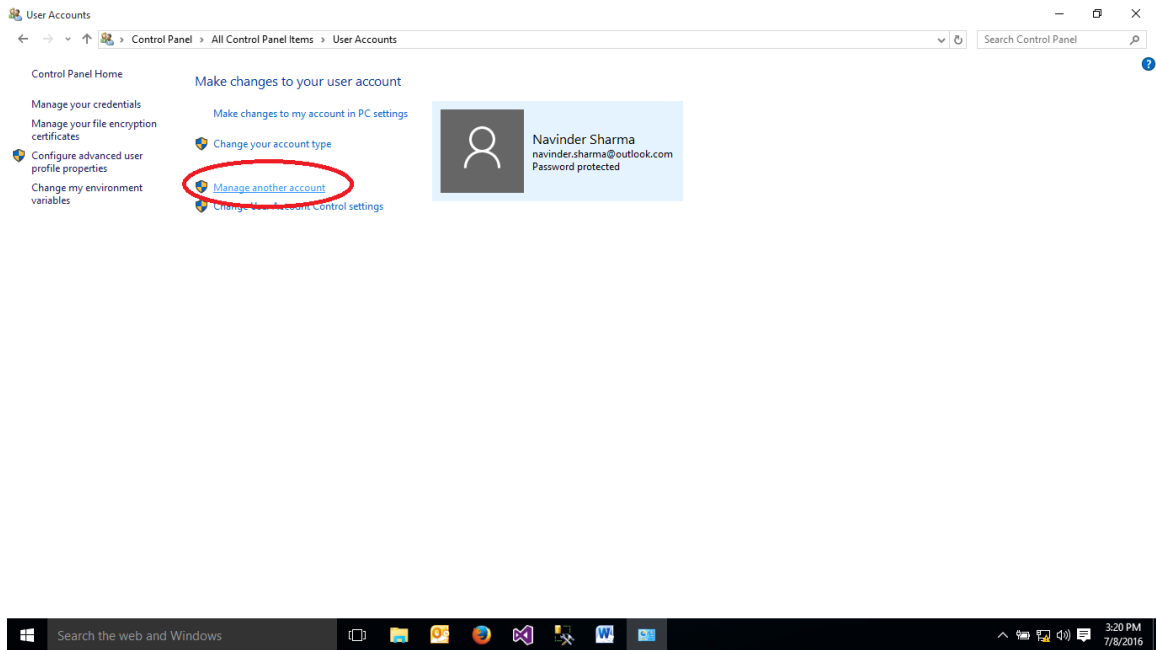 User Accounts
Control Panel > All Control Panel Items > User Accounts
Search Control Panel
Control Panel Home
Manage your credentials
Manage your file encryption
certificates
Configure advanced user
profile properties
Change my environment
variables
Make changes to your user account
Make changes to my account in PC settings
Change your account type
Manage another account
Change User Account Control settings
Navinder Sharma
navinder.sharma@outlook.com
Password protected
Search the web and Windows
3:20 PM
7/8/2016